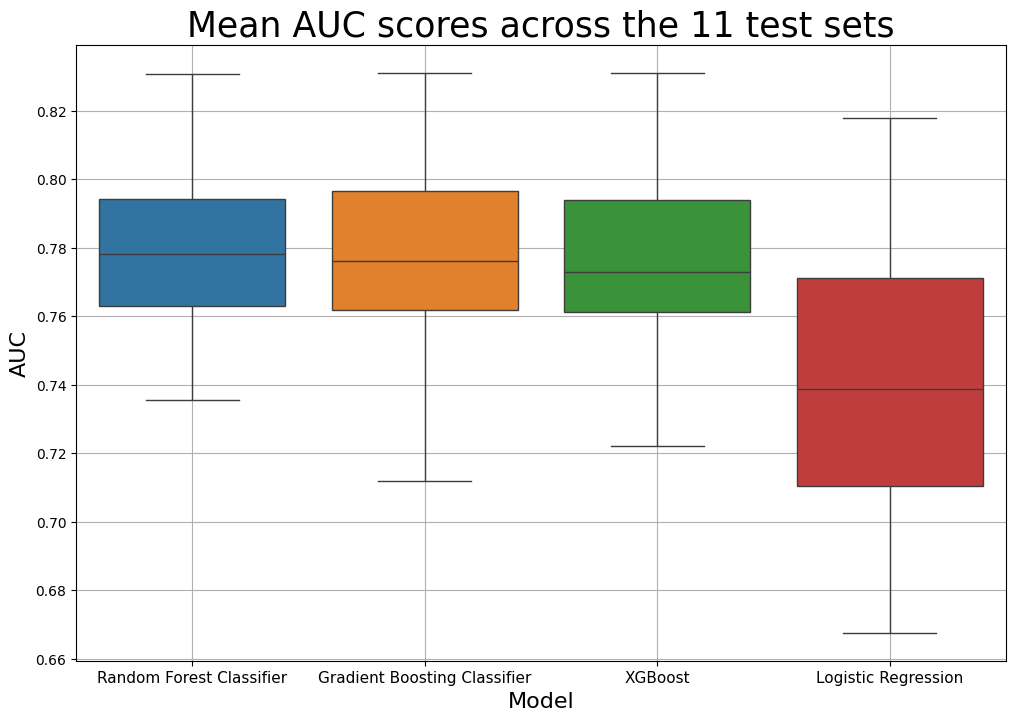 Mean AUC scores across the 11 test sets
AUC
0.82
0.80
0.78
0.76
0.74
0.72
0.70
0.68
0.66
Random Forest Classifier
Gradient Boosting Classifier
XGBoost
Logistic Regression
Model